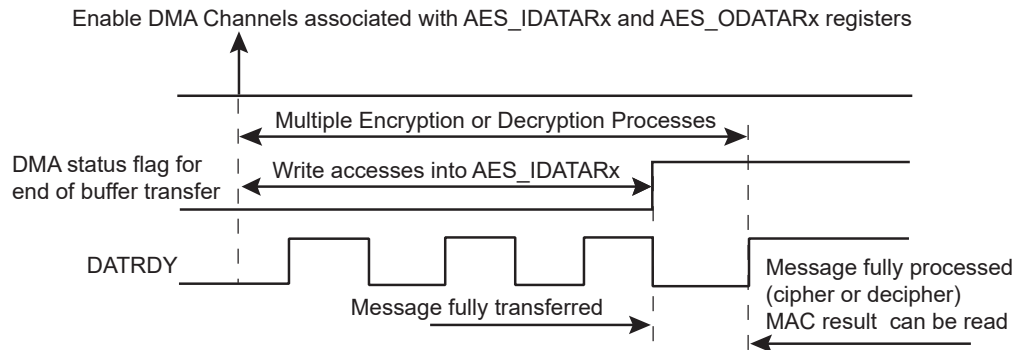 Enable DMA Channels associated with AES_IDATARx and AES_ODATARx registers
Multiple Encryption or Decryption Processes
DMA status flag for
end of buffer transfer
Write accesses into AES_IDATARx
DATRDY
Message fully transferred
Message fully processed
(cipher or decipher)
MAC result can be read